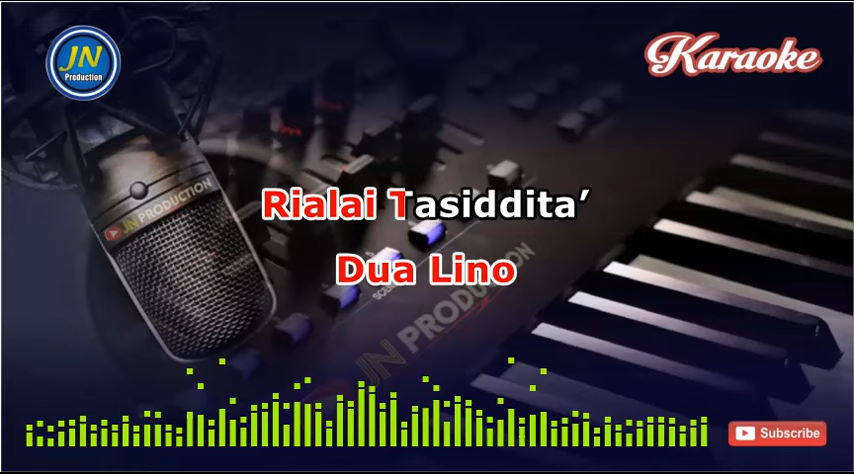 JN
Production
Karaoke
JN PRODUCTION
Rialai Tasiddita’
Dua Lino
JN PRODUCTION
Subscribe